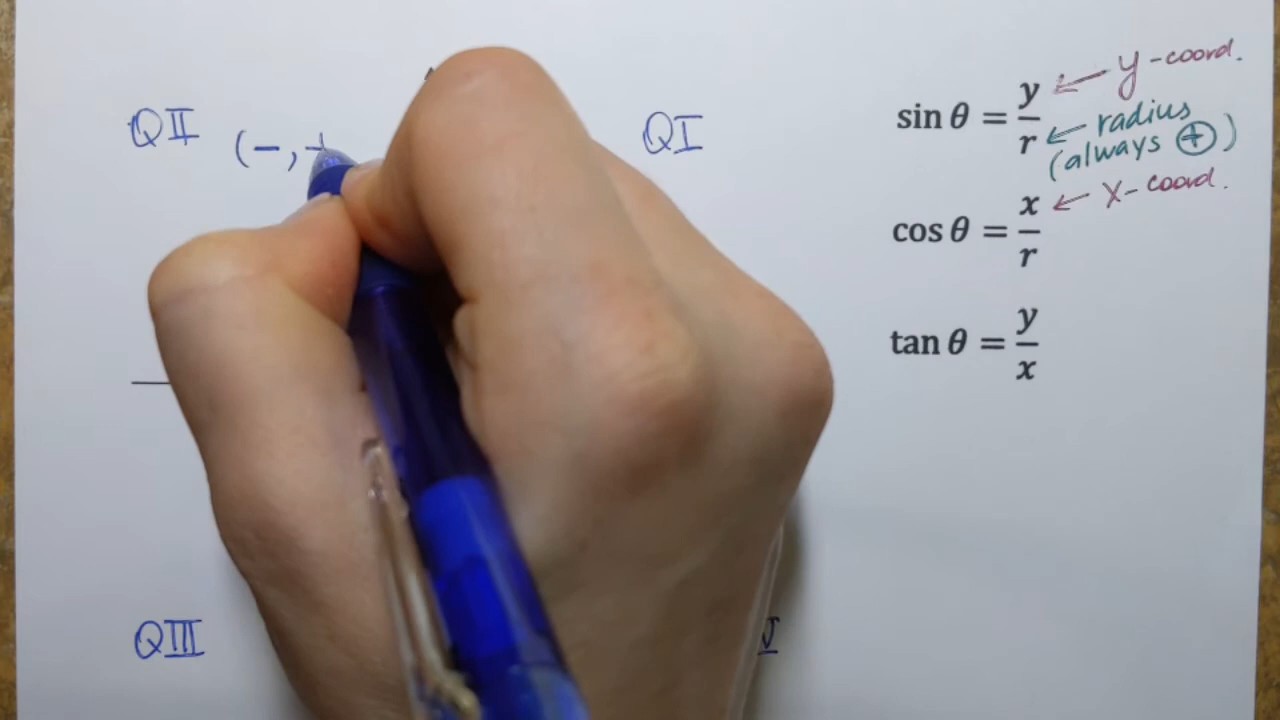 QII (−, +
QI
QIII
sin θ = y/r ← y-coord.
← radius
(always ⊕)
cos θ = x/r ← x-coord.
tan θ = y/x